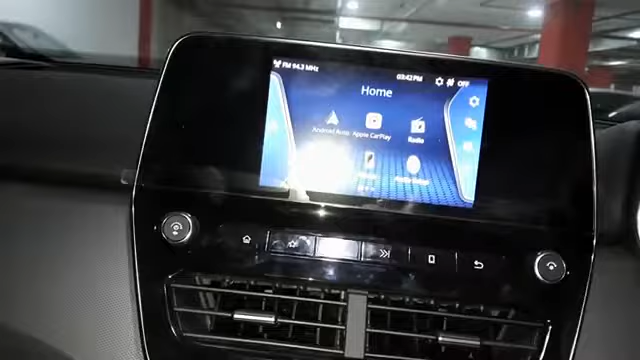 FM 94.3 MHz
03:42 PM
OFF
Home
Android Auto
Apple CarPlay
Radio